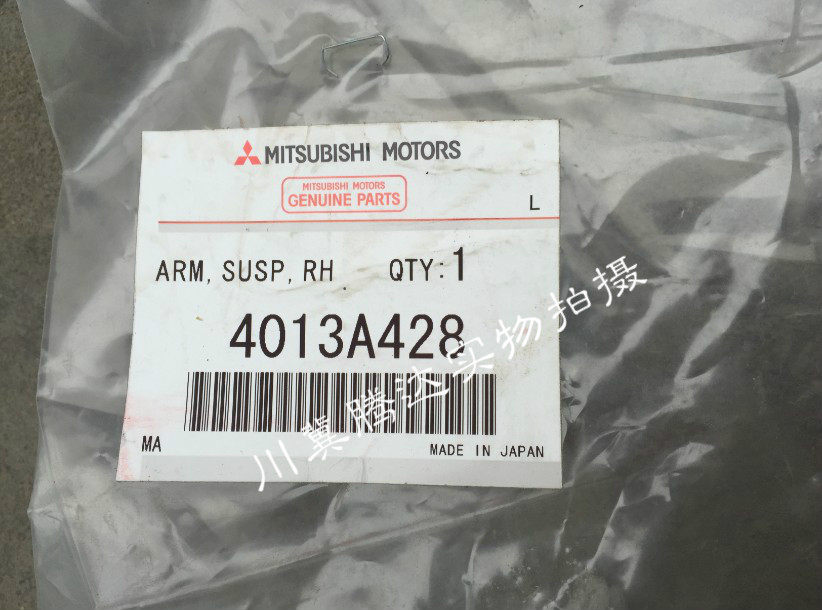 MITSUBISHI MOTORS
MITSUBISHI MOTORS
GENUINE PARTS
L
ARM, SUSP, RH QTY: 1
4013A428
MA MADE IN JAPAN
川冀腾达实物拍摄